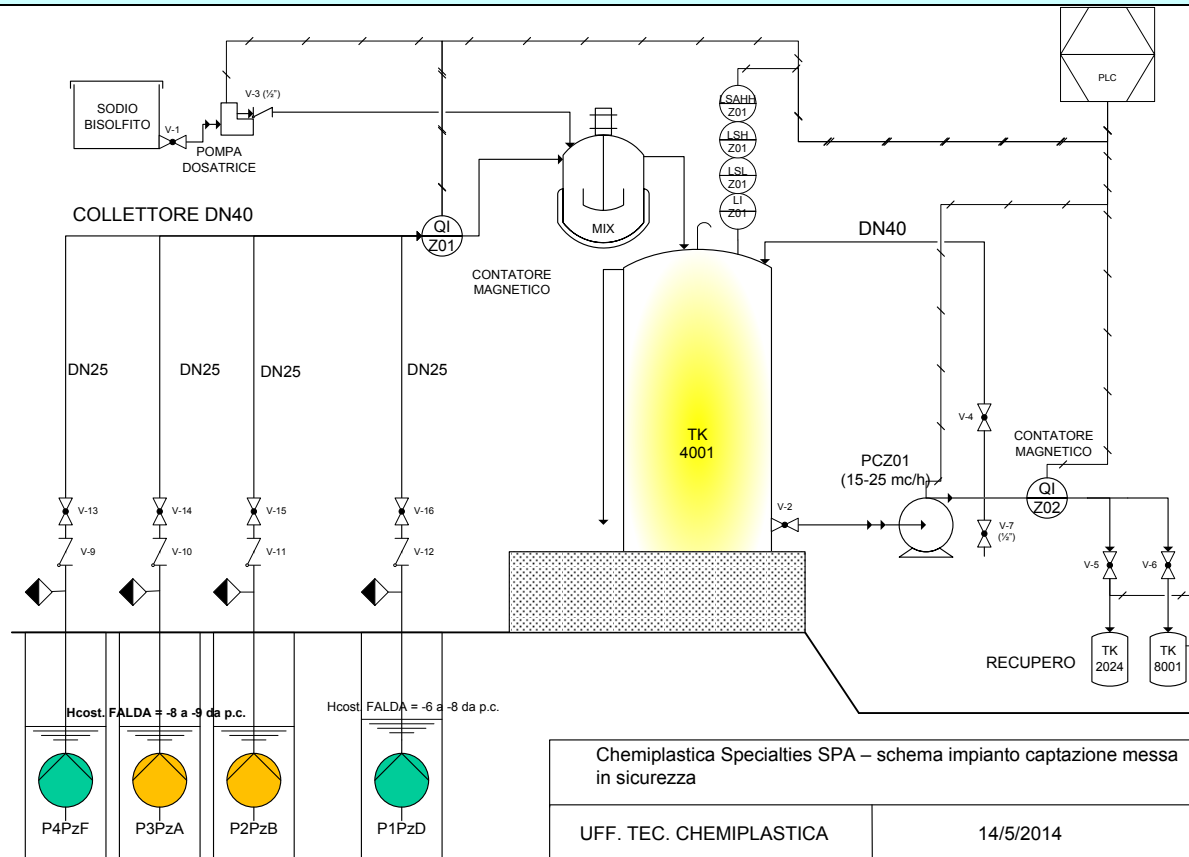 PLC
SODIO
BISOLFITO
V-1
V-3 (½")
POMPA
DOSATRICE
LSAHH
Z01
LSH
Z01
LSL
Z01
LI
Z01
COLLETTORE DN40
QI
Z01
MIX
DN40
CONTATORE
MAGNETICO
DN25
DN25
DN25
DN25
TK
4001
V-4
PCZ01
(15-25 mc/h)
CONTATORE
MAGNETICO
QI
Z02
V-2
V-7
(½")
V-13
V-14
V-15
V-16
V-9
V-10
V-11
V-12
V-5
V-6
RECUPERO
TK
2024
TK
8001
Hcost. FALDA = -8 a -9 da p.c.
Hcost. FALDA = -6 a -8 da p.c.
P4PzF
P3PzA
P2PzB
P1PzD
Chemiplastica Specialties SPA – schema impianto captazione messa
in sicurezza
UFF. TEC. CHEMIPLASTICA
14/5/2014